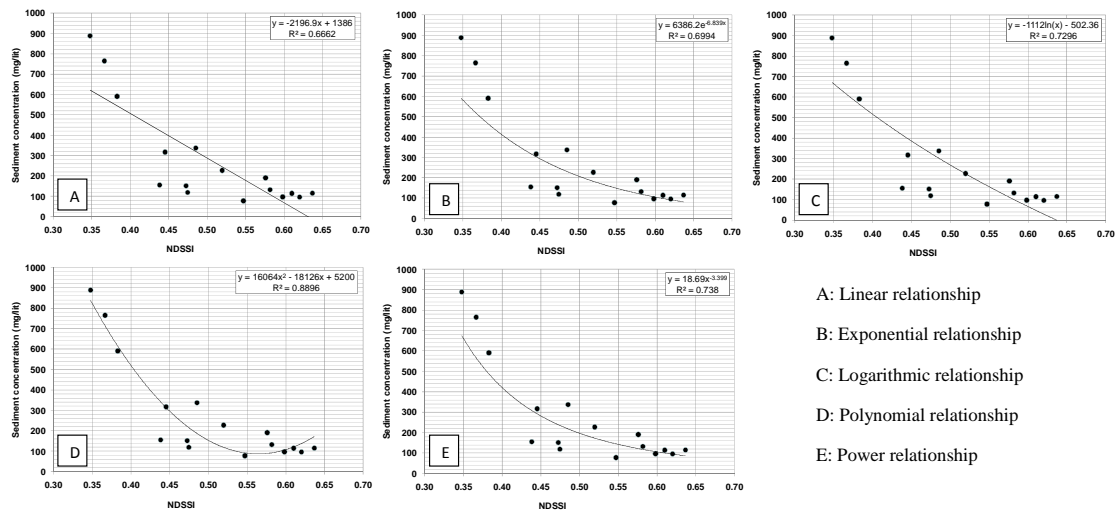 y = -2196.9x + 1386
R² = 0.6662
Sediment concentration (mg/lit)
1000
900
800
700
600
500
400
300
200
100
0
A
0.30 0.35 0.40 0.45 0.50 0.55 0.60 0.65 0.70
NDSSI
y = 6386.2e^-6.839x
R² = 0.6994
Sediment concentration (mg/lit)
1000
900
800
700
600
500
400
300
200
100
0
B
0.30 0.35 0.40 0.45 0.50 0.55 0.60 0.65 0.70
NDSSI
y = -1112ln(x) - 502.36
R² = 0.7296
Sediment concentration (mg/lit)
1000
900
800
700
600
500
400
300
200
100
0
C
0.30 0.35 0.40 0.45 0.50 0.55 0.60 0.65 0.70
NDSSI
y = 16064x² - 18126x + 5200
R² = 0.8896
Sediment concentration (mg/lit)
1000
900
800
700
600
500
400
300
200
100
0
D
0.30 0.35 0.40 0.45 0.50 0.55 0.60 0.65 0.70
NDSSI
y = 18.69x^-3.399
R² = 0.738
Sediment concentration (mg/lit)
1000
900
800
700
600
500
400
300
200
100
0
E
0.30 0.35 0.40 0.45 0.50 0.55 0.60 0.65 0.70
NDSSI
A: Linear relationship
B: Exponential relationship
C: Logarithmic relationship
D: Polynomial relationship
E: Power relationship